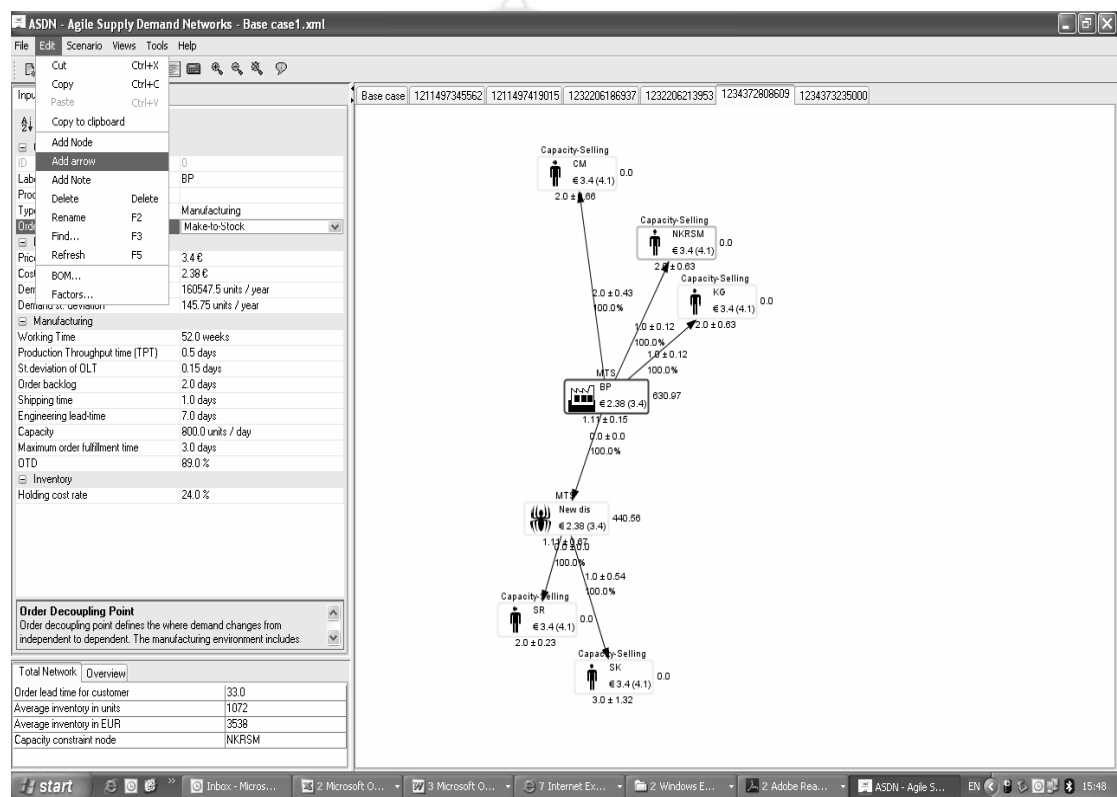 ASDN - Agile Supply Demand Networks - Base case1.xml
File Edit Scenario Views Tools Help
Cut Ctrl+X
Copy Ctrl+C
Paste Ctrl+V
Copy to clipboard
Add Node
Add arrow
Add Note
Delete Delete
Rename F2
Find... F3
Refresh F5
BOM...
Factors...
ID 0
BP
Manufacturing
Make-to-Stock
3.4 €
2.38 €
160547.5 units / year
Demand st. deviation 145.75 units / year
Manufacturing
Working Time 52.0 weeks
Production Throughput time (TPT) 0.5 days
St.deviation of OLT 0.15 days
Order backlog 2.0 days
Shipping time 1.0 days
Engineering lead-time 7.0 days
Capacity 800.0 units / day
Maximum order fulfillment time 3.0 days
OTD 89.0 %
Inventory
Holding cost rate 24.0 %
Order Decoupling Point
Order decoupling point defines the where demand changes from
independent to dependent. The manufacturing environment includes
Total Network Overview
Order lead time for customer 33.0
Average inventory in units 1072
Average inventory in EUR 3538
Capacity constraint node NKRSM
Base case 1211497345562 1211497419015 1232206186937 1232206213953 1234372808609 1234373235000
Capacity-Selling
CM
€ 3.4 (4.1)
0.0
Capacity-Selling
NKRSM
€ 3.4 (4.1)
0.0
Capacity-Selling
KG
€ 3.4 (4.1)
0.0
2.0 ± 0.63
2.0 ± 0.43
100.0%
1.0 ± 0.12
100.0%
1.0 ± 0.12
100.0%
MTS
BP
€ 2.38 (3.4)
630.97
1.11 ± 0.15
0.0 ± 0.0
100.0%
MTS
New dis
€ 2.38 (3.4)
440.56
100.0%
1.0 ± 0.54
100.0%
Capacity-Selling
SR
€ 3.4 (4.1)
0.0
2.0 ± 0.23
Capacity-Selling
SK
€ 3.4 (4.1)
0.0
3.0 ± 1.32
start
Inbox - Micros...
2 Microsoft O...
3 Microsoft O...
7 Internet Ex...
2 Windows E...
2 Adobe Rea...
ASDN - Agile S...
EN
15:48